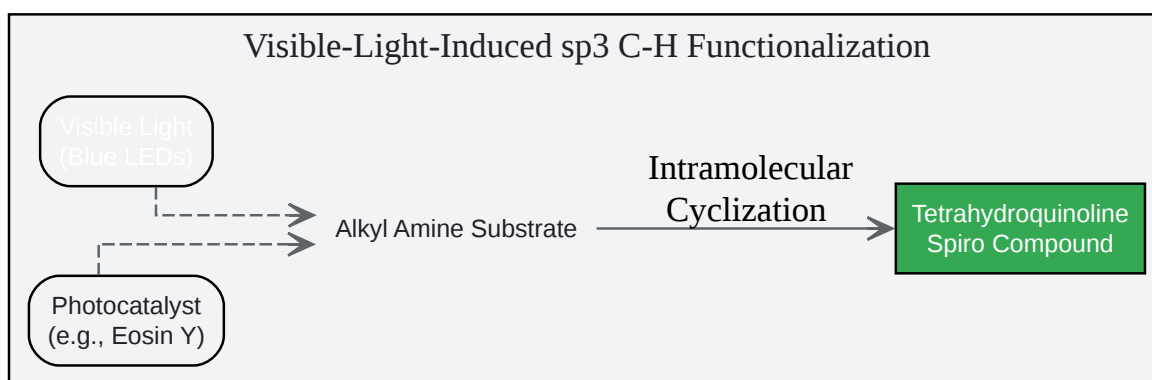 Visible-Light-Induced sp3 C-H Functionalization
Visible Light
(Blue LEDs)
Intramolecular
Cyclization
Alkyl Amine Substrate
Tetrahydroquinoline
Spiro Compound
Photocatalyst
(e.g., Eosin Y)